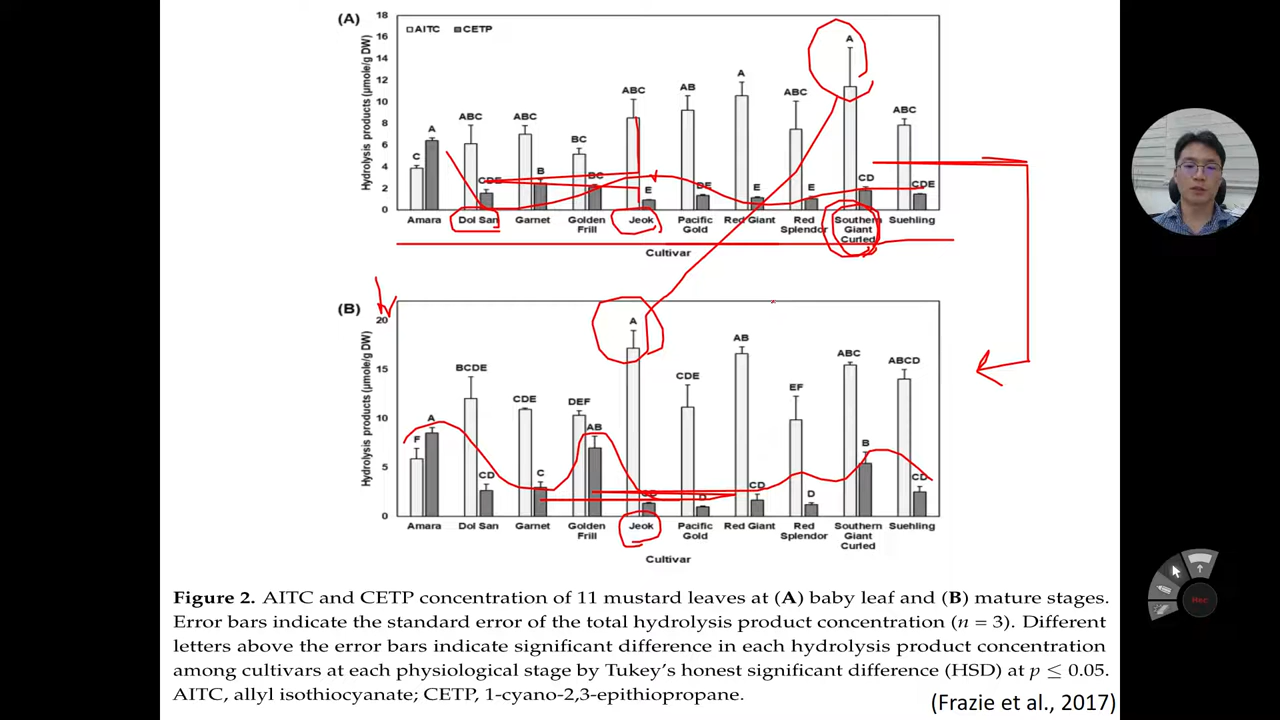 (A)
18
16
14
12
10
8
6
4
2
0
Hydrolysis products (µmole/g DW)
AITC CETP
C A ABC CDE ABC B BC BC ABC E AB DE A E ABC E A CD ABC CDE
Amara Dol San Garnet Golden Frill Jeok Pacific Gold Red Giant Red Splendor Southern Giant Curled Suehling
Cultivar
(B)
20
15
10
5
0
Hydrolysis products (µmole/g DW)
F A BCDE CD CDE C DEF AB A CD CDE D AB CD EF D ABC B ABCD CD
Amara Dol San Garnet Golden Frill Jeok Pacific Gold Red Giant Red Splendor Southern Giant Curled Suehling
Cultivar
Figure 2. AITC and CETP concentration of 11 mustard leaves at (A) baby leaf and (B) mature stages.
Error bars indicate the standard error of the total hydrolysis product concentration (n = 3). Different
letters above the error bars indicate significant difference in each hydrolysis product concentration
among cultivars at each physiological stage by Tukey's honest significant difference (HSD) at p ≤ 0.05.
AITC, allyl isothiocyanate; CETP, 1-cyano-2,3-epithiopropane.
(Frazie et al., 2017)
Rec